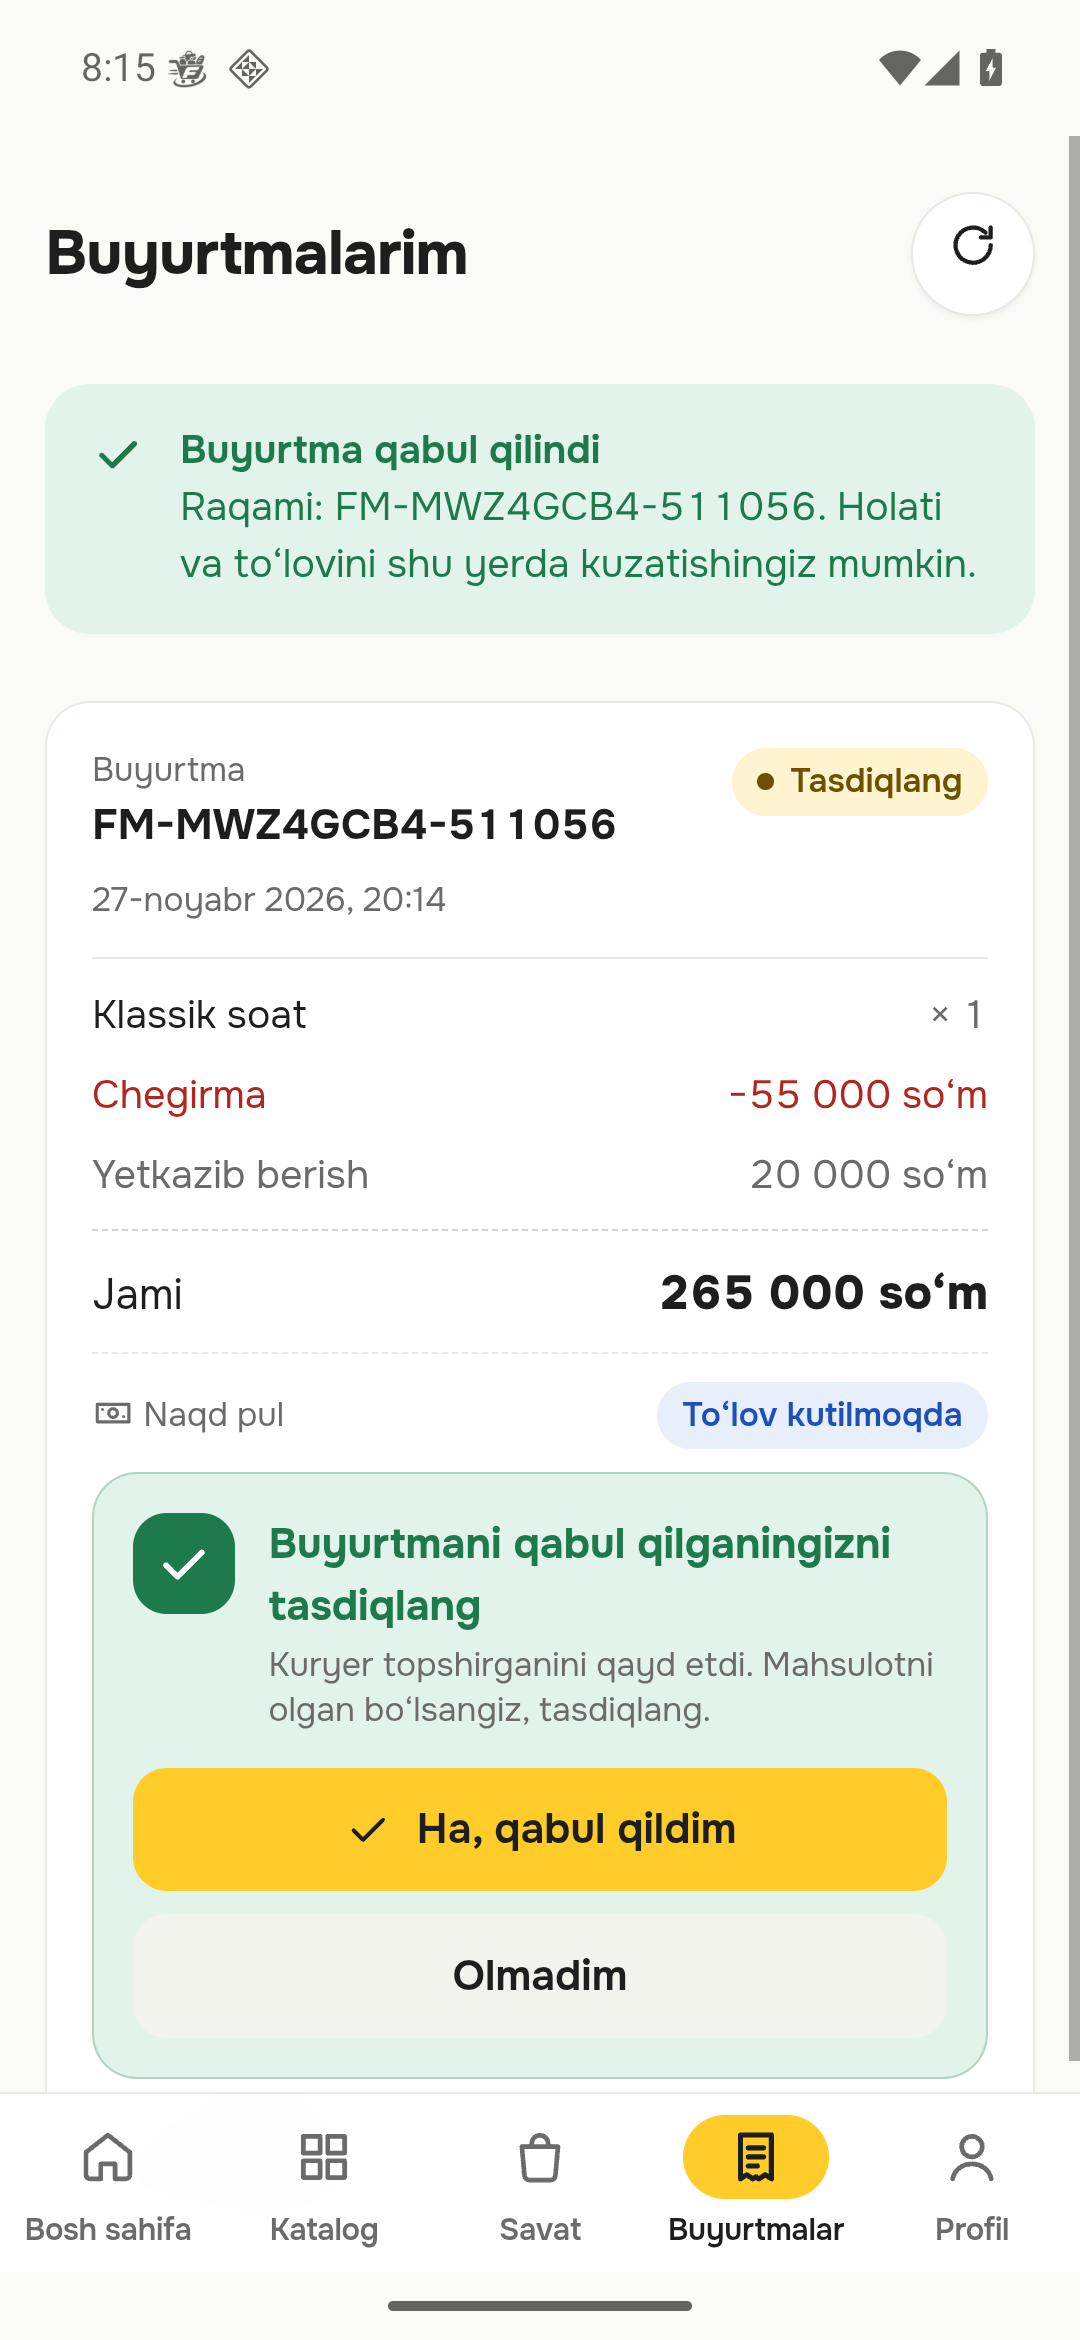 8:15
Buyurtmalarim
Buyurtma qabul qilindi
Raqami: FM-MWZ4GCB4-511056. Holati
va to‘lovini shu yerda kuzatishingiz mumkin.
Buyurtma
Tasdiqlang
FM-MWZ4GCB4-511056
27-noyabr 2026, 20:14
Klassik soat × 1
Chegirma -55 000 so‘m
Yetkazib berish 20 000 so‘m
Jami 265 000 so‘m
Naqd pul To‘lov kutilmoqda
Buyurtmani qabul qilganingizni
tasdiqlang
Kuryer topshirganini qayd etdi. Mahsulotni
olgan bo‘lsangiz, tasdiqlang.
Ha, qabul qildim
Olmadim
Bosh sahifa Katalog Savat Buyurtmalar Profil